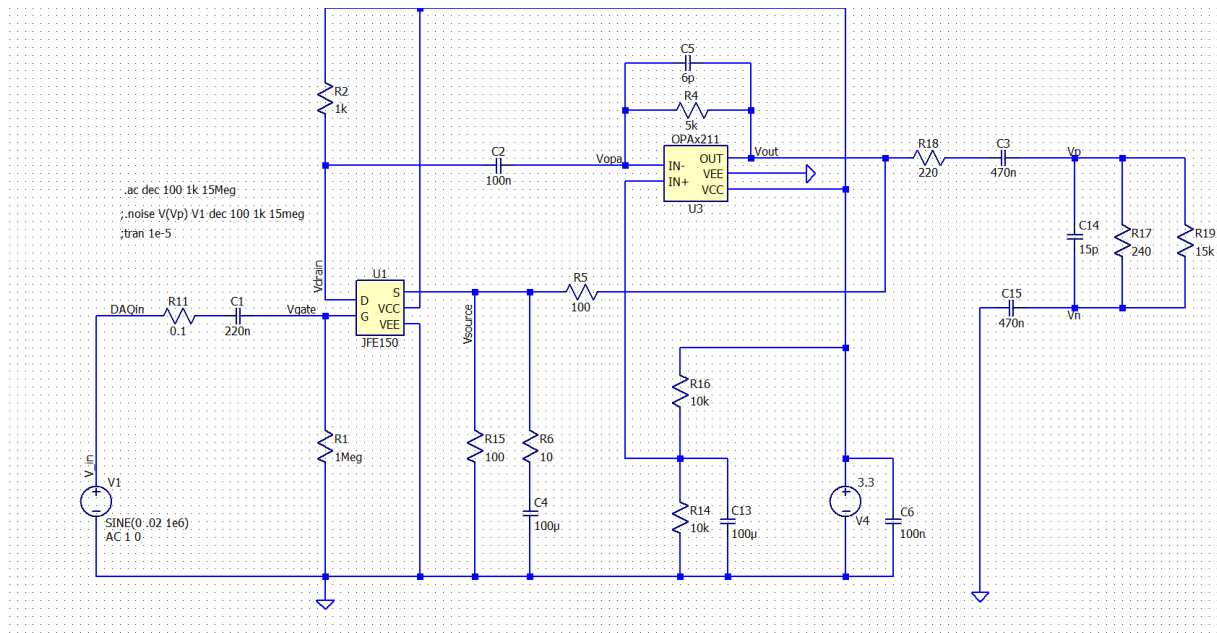 C5
6p
R4
5k
OPAx211
IN-
IN+
OUT
VEE
VCC
U3
Vout
Vopa
R2
1k
C2
100n
R18
220
C3
470n
Vp
C14
15p
R17
240
R19
15k
C15
470n
Vn
.ac dec 100 1k 15Meg
;.noise V(Vp) V1 dec 100 1k 15meg
;tran 1e-5
Vdrain
U1
D
G
S
VCC
VEE
JFE150
R5
100
DAQin
R11
0.1
C1
220n
Vgate
Vsource
R16
10k
R1
1Meg
R15
100
R6
10
C4
100µ
R14
10k
C13
100µ
3.3
V4
C6
100n
V_in
V1
SINE(0 .02 1e6)
AC 1 0